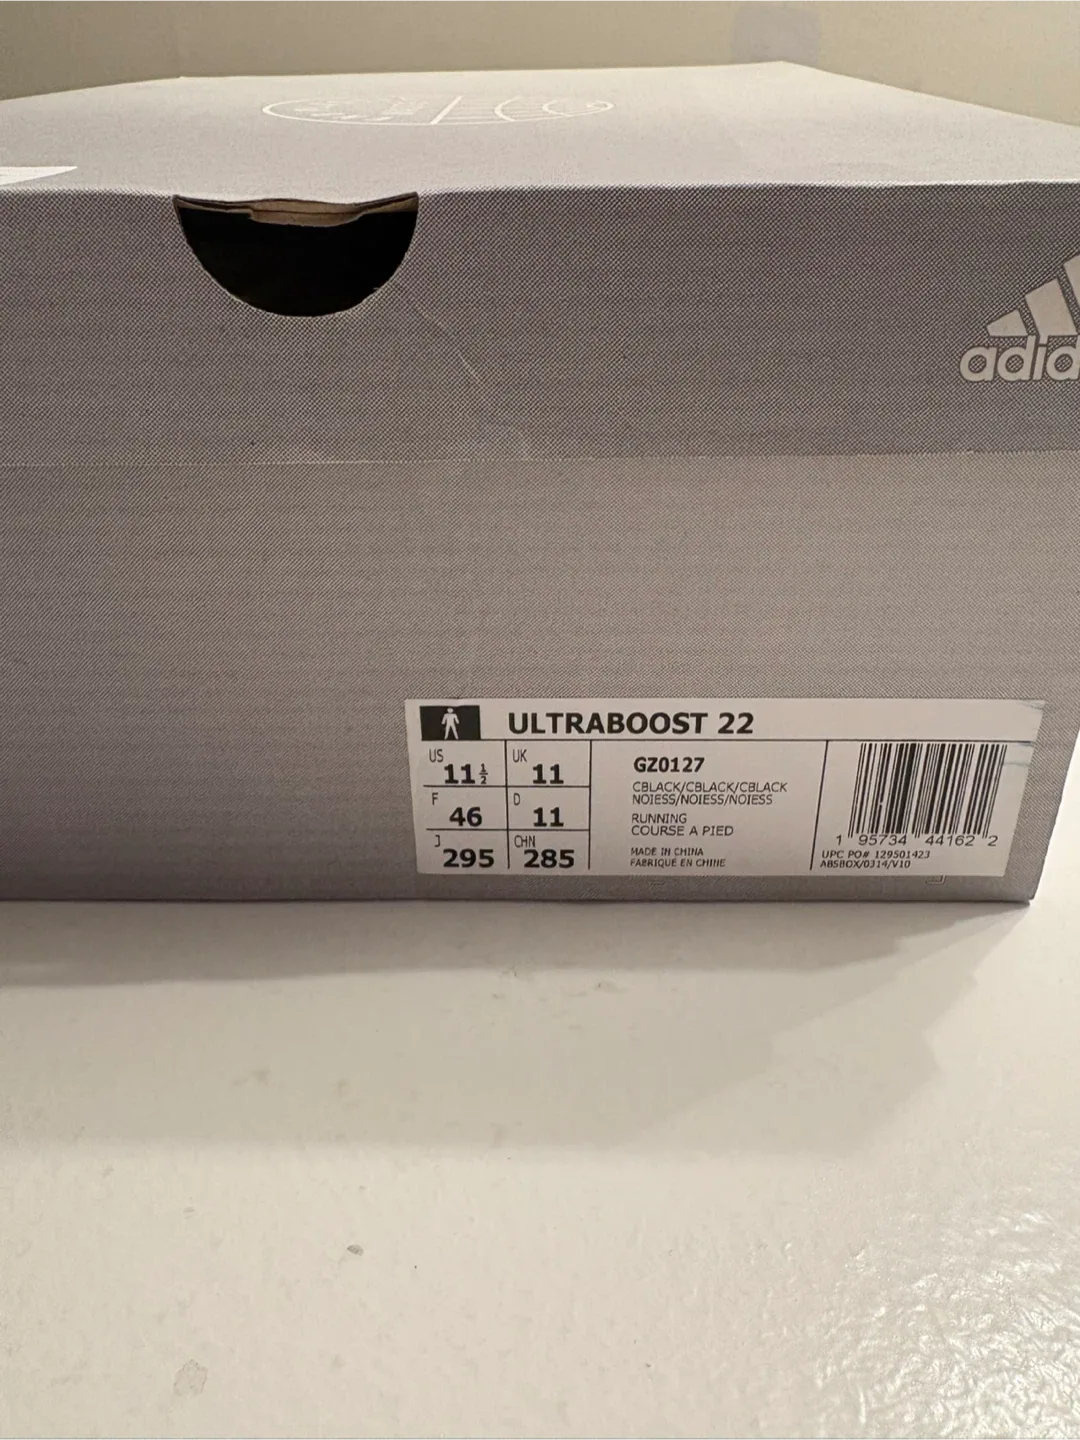 adid
ULTRABOOST 22
US 11½ UK 11
F 46 D 11
J 295 CHN 285
GZ0127
CBLACK/CBLACK/CBLACK
NOIESS/NOIESS/NOIESS
RUNNING
COURSE A PIED
MADE IN CHINA
FABRIQUÉ EN CHINE
1 95734 44162 2
UPC PO# 129501423
ABSBOX/0314/V10